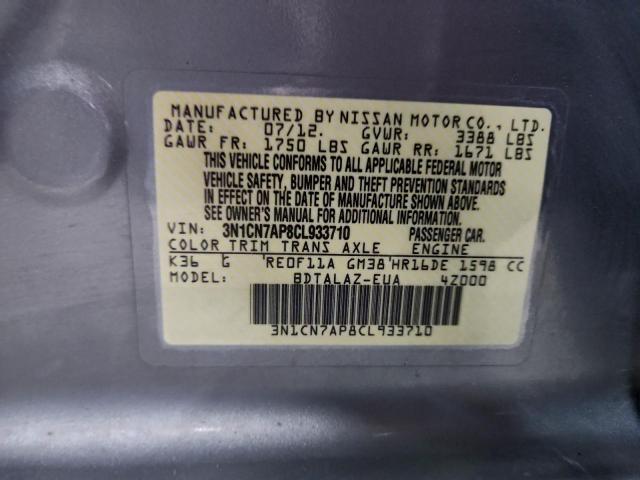 MANUFACTURED BY NISSAN MOTOR CO., LTD.
DATE: 07/12. GVWR: 3388 LBS
GAWR FR: 1750 LBS GAWR RR: 1671 LBS
THIS VEHICLE CONFORMS TO ALL APPLICABLE FEDERAL MOTOR
VEHICLE SAFETY, BUMPER AND THEFT PREVENTION STANDARDS
IN EFFECT ON THE DATE OF MANUFACTURE SHOWN ABOVE.
SEE OWNER'S MANUAL FOR ADDITIONAL INFORMATION.
VIN: 3N1CN7AP8CL933710 PASSENGER CAR.
COLOR TRIM TRANS AXLE ENGINE
K36 G 'RE0F11A GM38'HR16DE 1598 CC
MODEL: BDTALAZ-EUA 4Z000
3N1CN7AP8CL933710